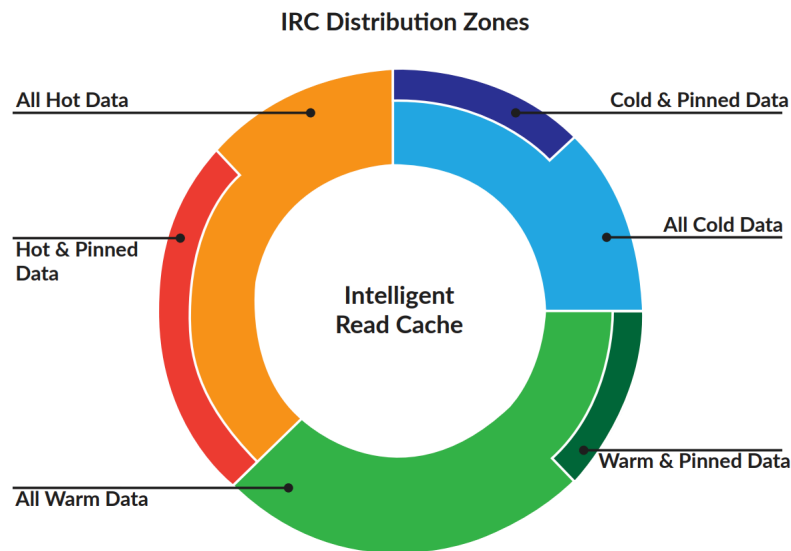 IRC Distribution Zones
All Hot Data
Cold & Pinned Data
All Cold Data
Hot & Pinned
Data
Intelligent
Read Cache
Warm & Pinned Data
All Warm Data